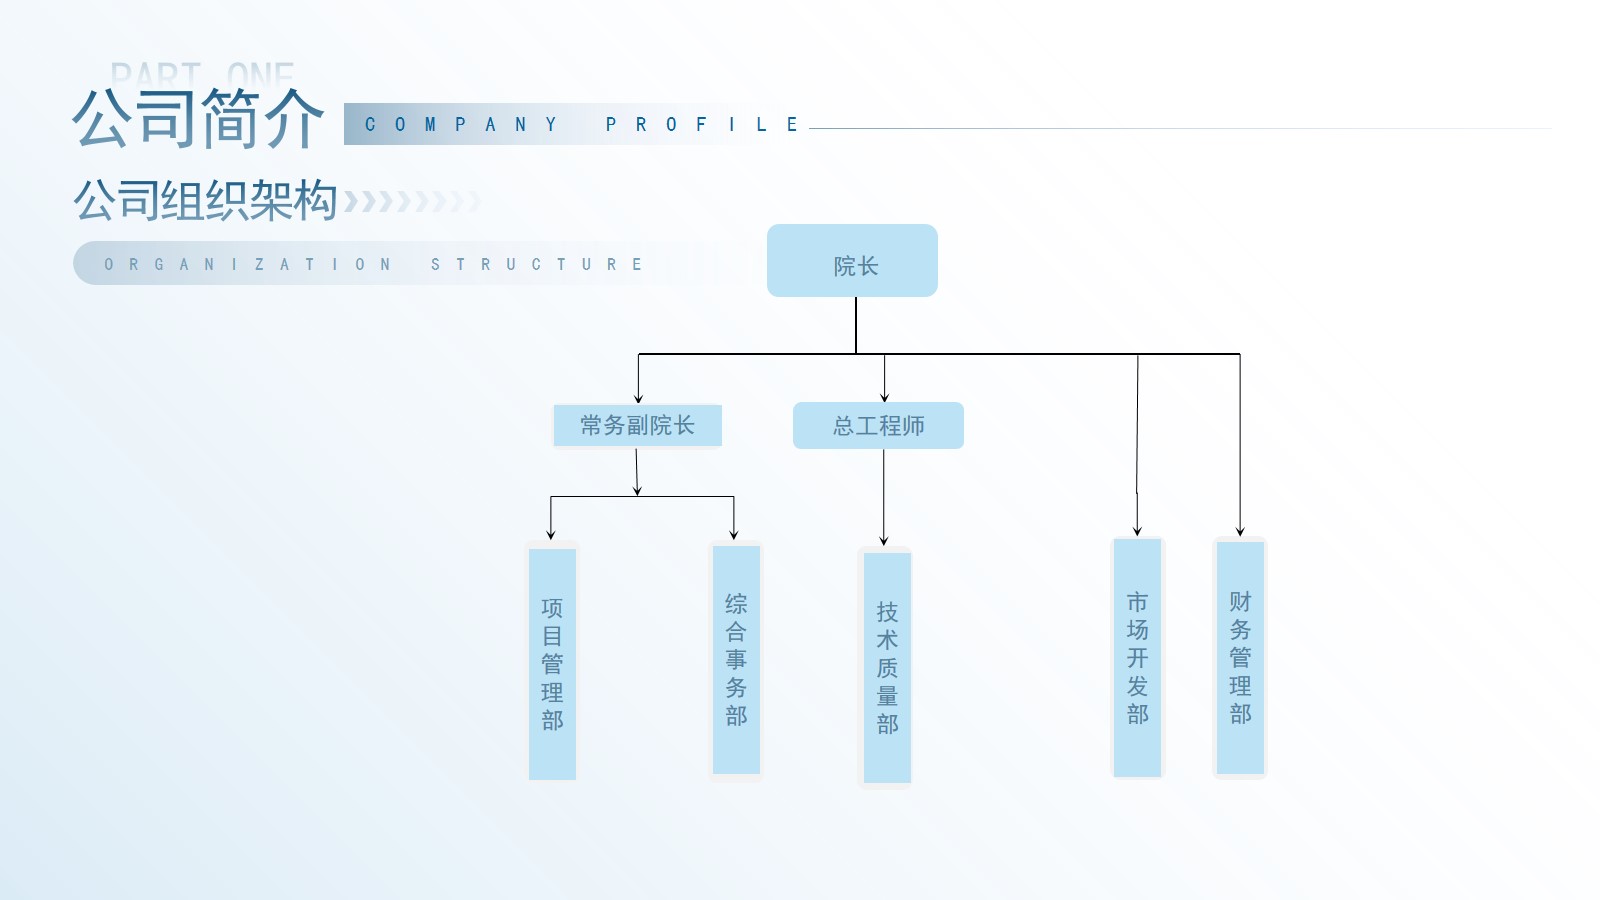 PART ONE
公司简介
COMPANY PROFILE
公司组织架构
ORGANIZATION STRUCTURE
院长
常务副院长
总工程师
项目管理部
综合事务部
技术质量部
市场开发部
财务管理部